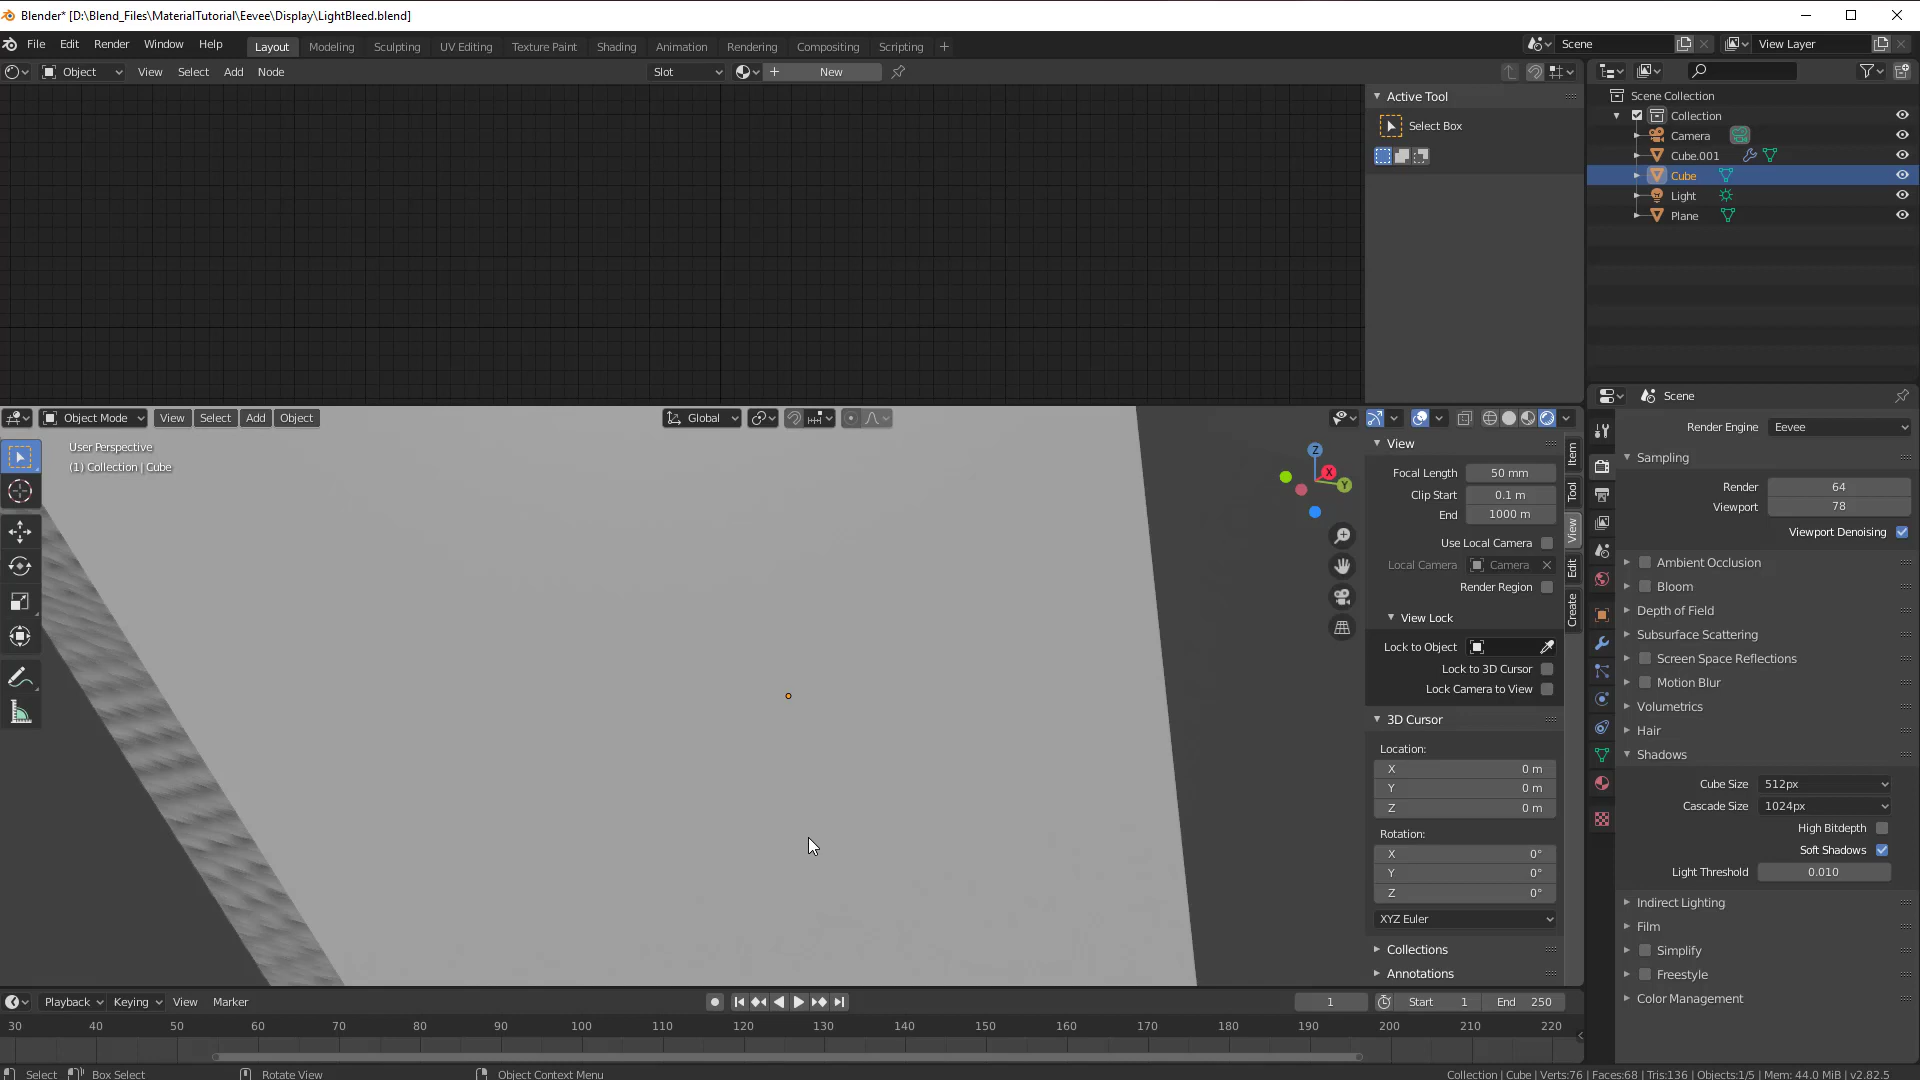 Blender* [D:\Blend_Files\MaterialTutorial\Eevee\Display\LightBleed.blend]
File Edit Render Window Help Layout Modeling Sculpting UV Editing Texture Paint Shading Animation Rendering Compositing Scripting + Scene View Layer
Object View Select Add Node Slot New
Active Tool
Select Box
Scene Collection
Collection
Camera
Cube.001
Cube
Light
Plane
Object Mode View Select Add Object Global
User Perspective
(1) Collection | Cube
Z
X
Y
View
Focal Length 50 mm
Clip Start 0.1 m
End 1000 m
Use Local Camera
Local Camera Camera
Render Region
View Lock
Lock to Object
Lock to 3D Cursor
Lock Camera to View
3D Cursor
Location:
X 0 m
Y 0 m
Z 0 m
Rotation:
X 0°
Y 0°
Z 0°
XYZ Euler
Collections
Annotations
Item
Tool
View
Edit
Create
Scene
Render Engine Eevee
Sampling
Render 64
Viewport 78
Viewport Denoising
Ambient Occlusion
Bloom
Depth of Field
Subsurface Scattering
Screen Space Reflections
Motion Blur
Volumetrics
Hair
Shadows
Cube Size 512px
Cascade Size 1024px
High Bitdepth
Soft Shadows
Light Threshold 0.010
Indirect Lighting
Film
Simplify
Freestyle
Color Management
Playback Keying View Marker 1 Start 1 End 250
30 40 50 60 70 80 90 100 110 120 130 140 150 160 170 180 190 200 210 220
Select Box Select Rotate View Object Context Menu Collection | Cube | Verts:76 | Faces:68 | Tris:136 | Objects:1/5 | Mem: 44.0 MiB | v2.82.5